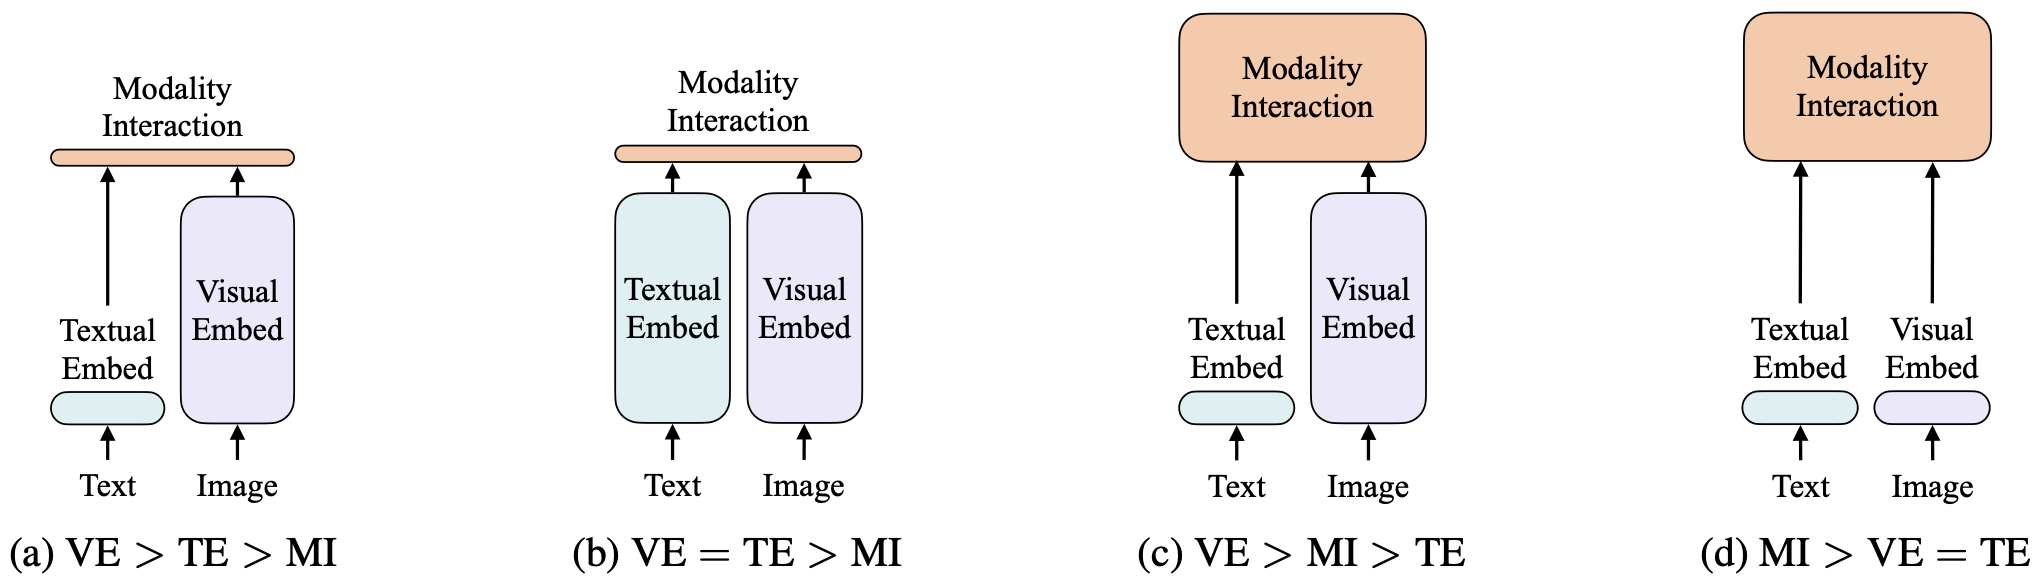 Modality
Interaction
Textual
Embed
Visual
Embed
Text
Image
(a) VE > TE > MI
Modality
Interaction
Textual
Embed
Visual
Embed
Text
Image
(b) VE = TE > MI
Modality
Interaction
Textual
Embed
Visual
Embed
Text
Image
(c) VE > MI > TE
Modality
Interaction
Textual
Embed
Visual
Embed
Text
Image
(d) MI > VE = TE